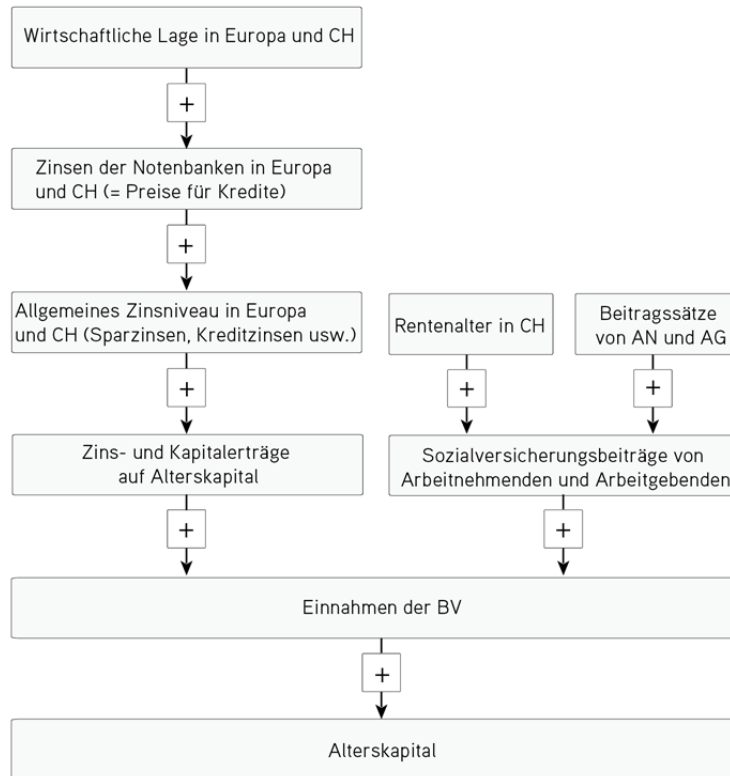 Wirtschaftliche Lage in Europa und CH
+
Zinsen der Notenbanken in Europa
und CH (= Preise für Kredite)
+
Allgemeines Zinsniveau in Europa
und CH (Sparzinsen, Kreditzinsen usw.)
Rentenalter in CH
Beitragssätze
von AN und AG
+
+
+
Zins- und Kapitalerträge
auf Alterskapital
Sozialversicherungsbeiträge von
Arbeitnehmenden und Arbeitgebenden
+
+
Einnahmen der BV
+
Alterskapital